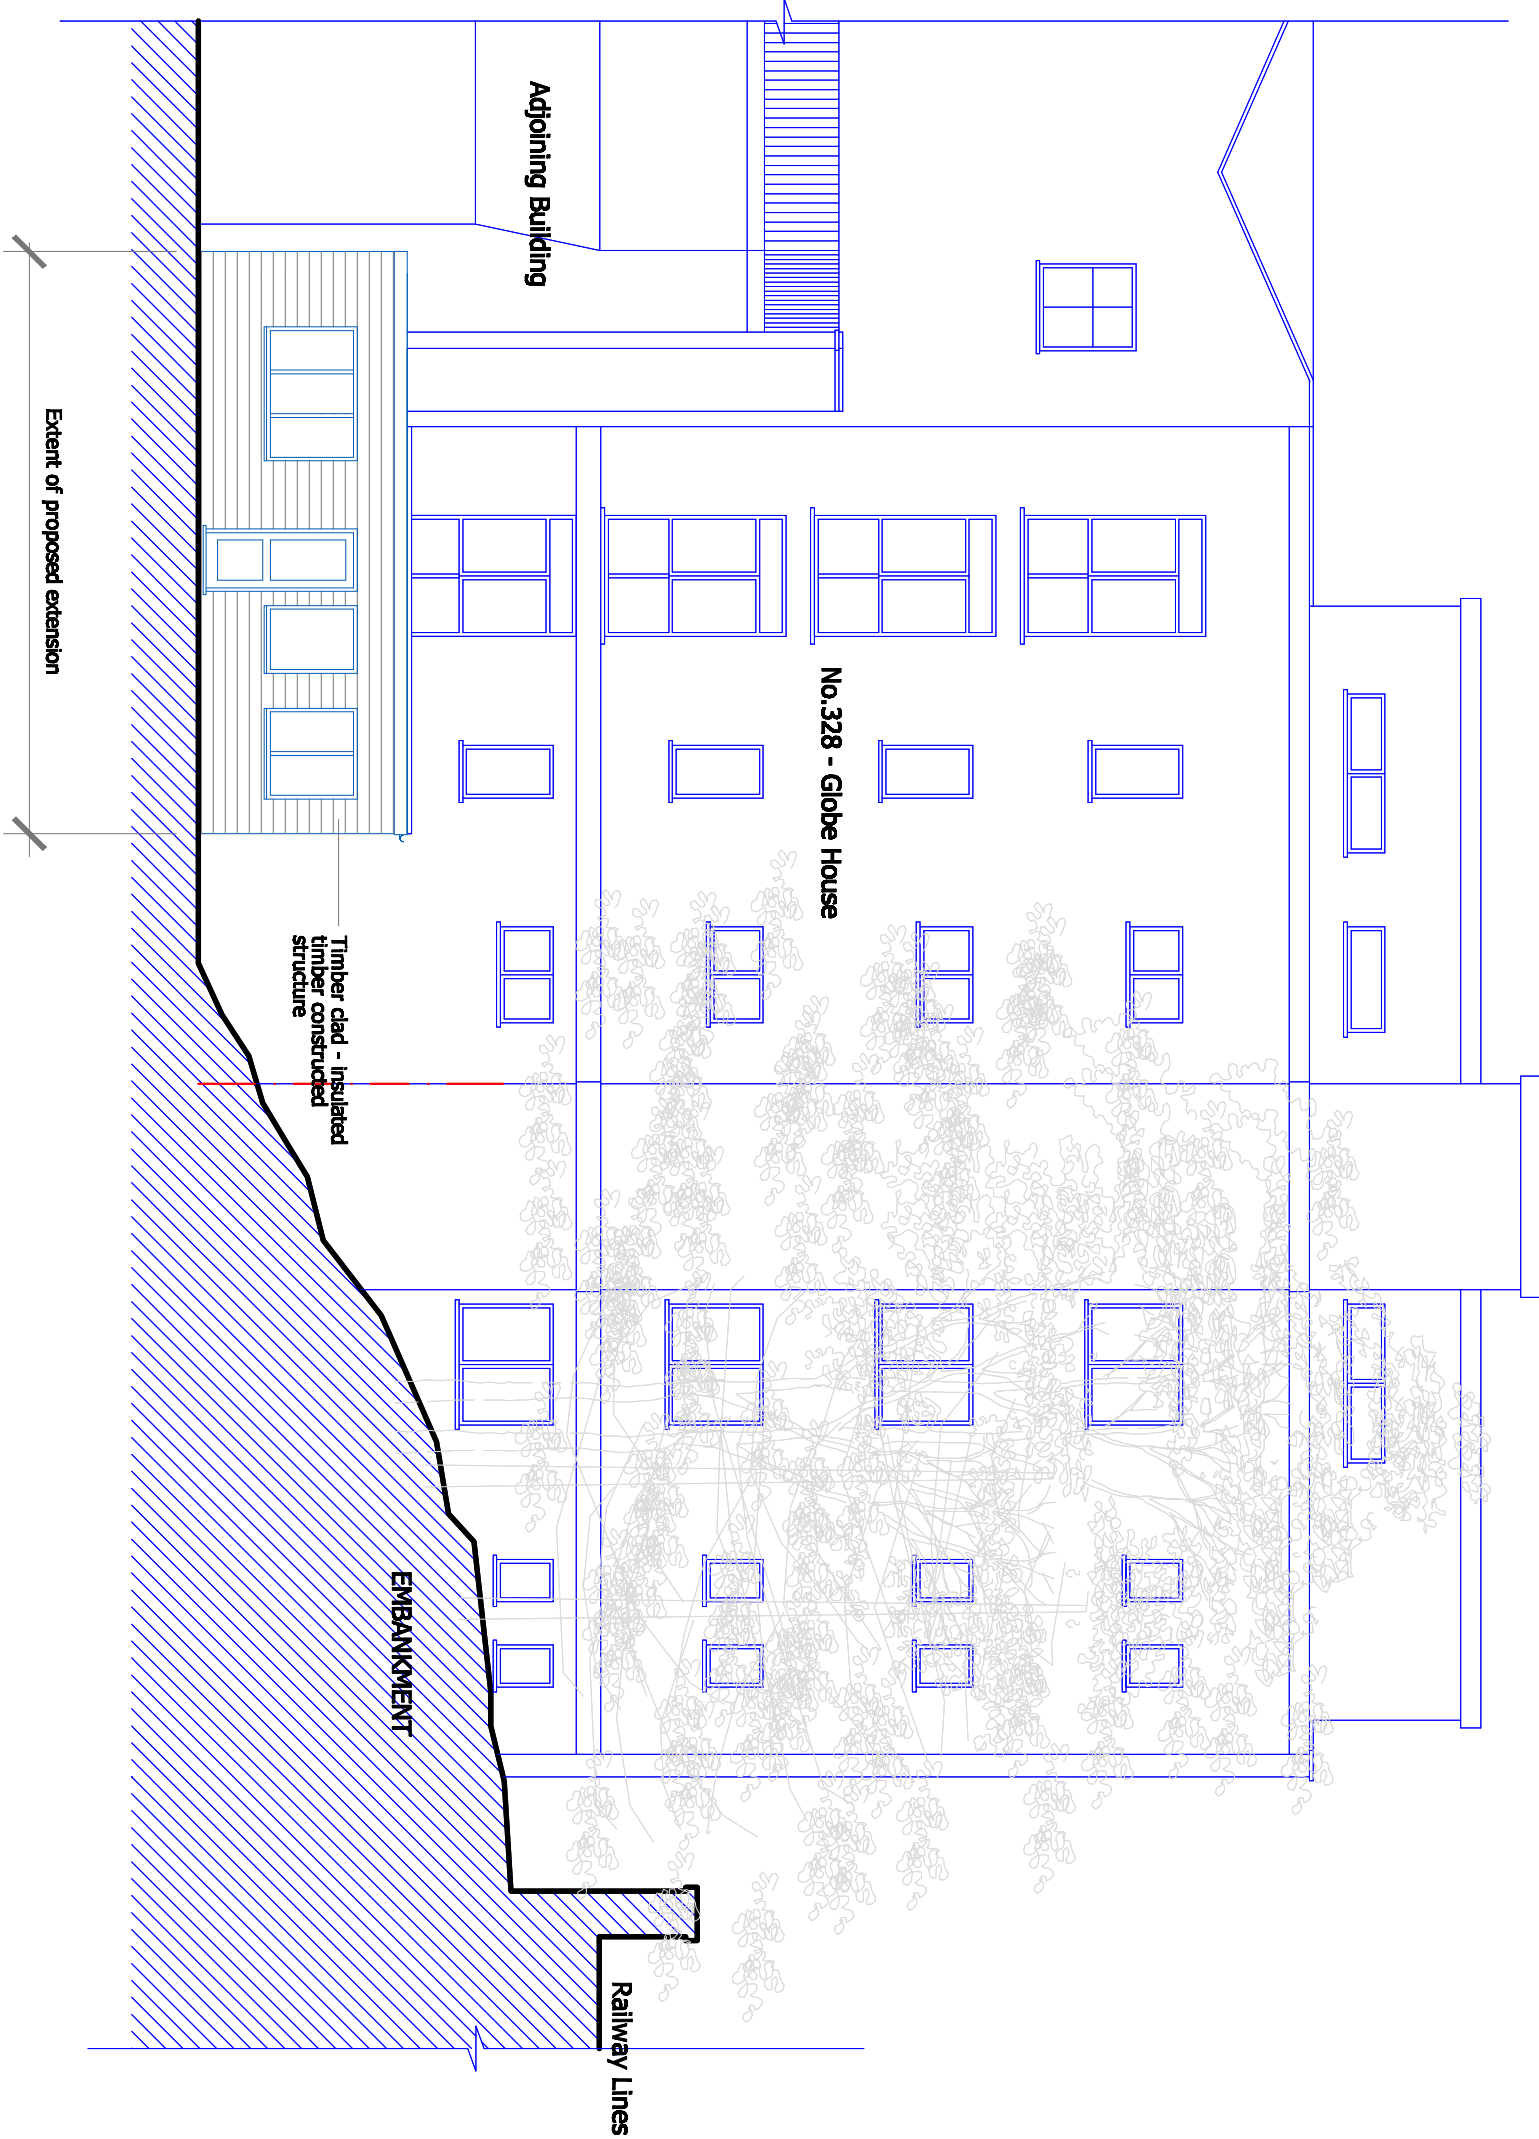 Adjoining Building
No.328 - Globe House
Extent of proposed extension
Timber clad - insulated
timber constructed
structure
EMBANKMENT
Railway Lines